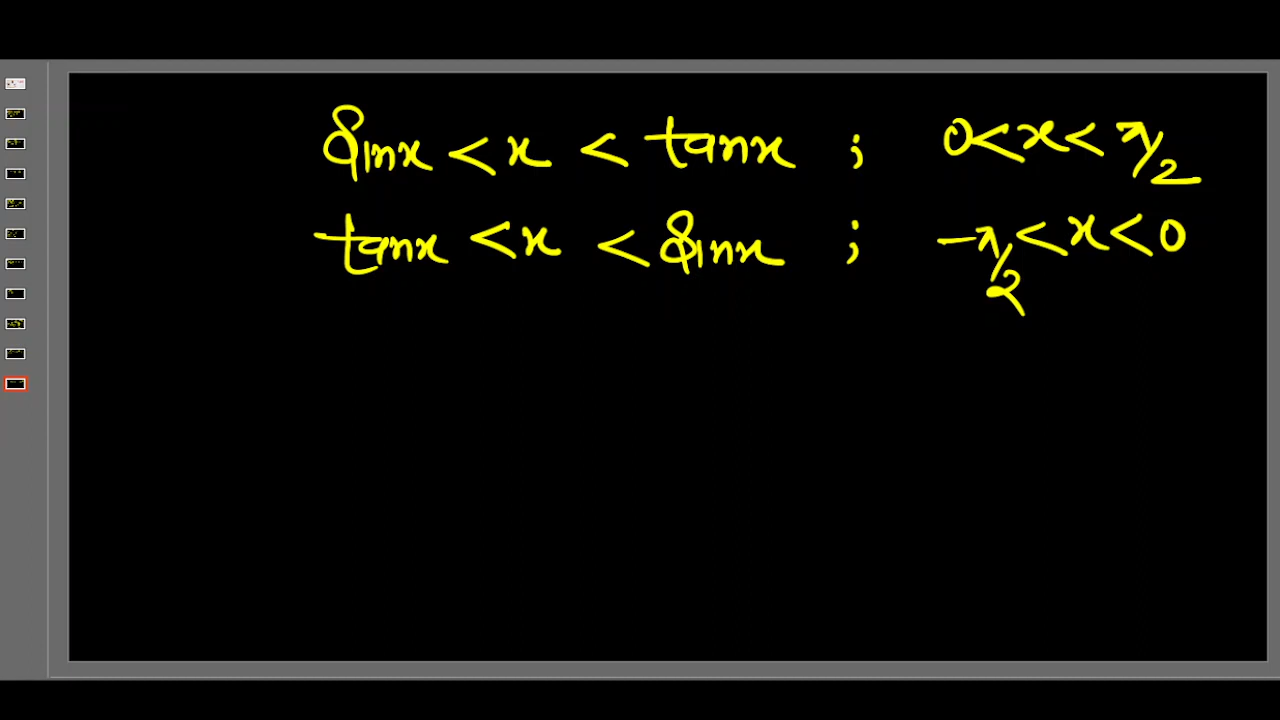 sinx < x < tanx ; 0 < x < π/2
tanx < x < sinx ; -π/2 < x < 0